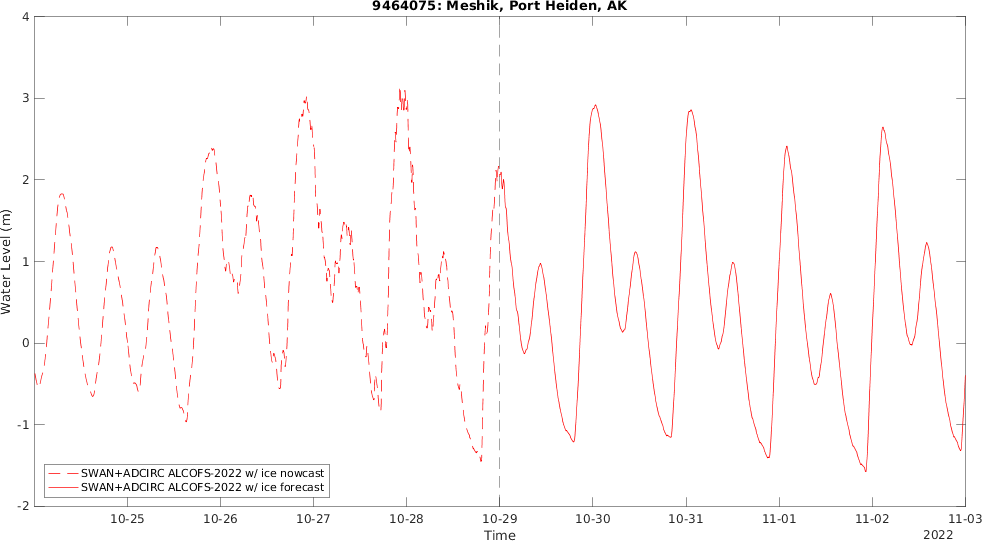 9464075: Meshik, Port Heiden, AK
4
3
2
1
0
-1
-2
Water Level (m)
SWAN+ADCIRC ALCOFS-2022 w/ ice nowcast
SWAN+ADCIRC ALCOFS-2022 w/ ice forecast
10-25 10-26 10-27 10-28 10-29 10-30 10-31 11-01 11-02 11-03
Time
2022